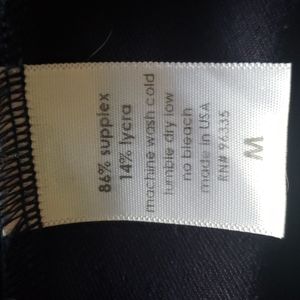 86% supplex
14% lycra
machine wash cold
tumble dry low
no bleach
made in USA
RN# 96335
M